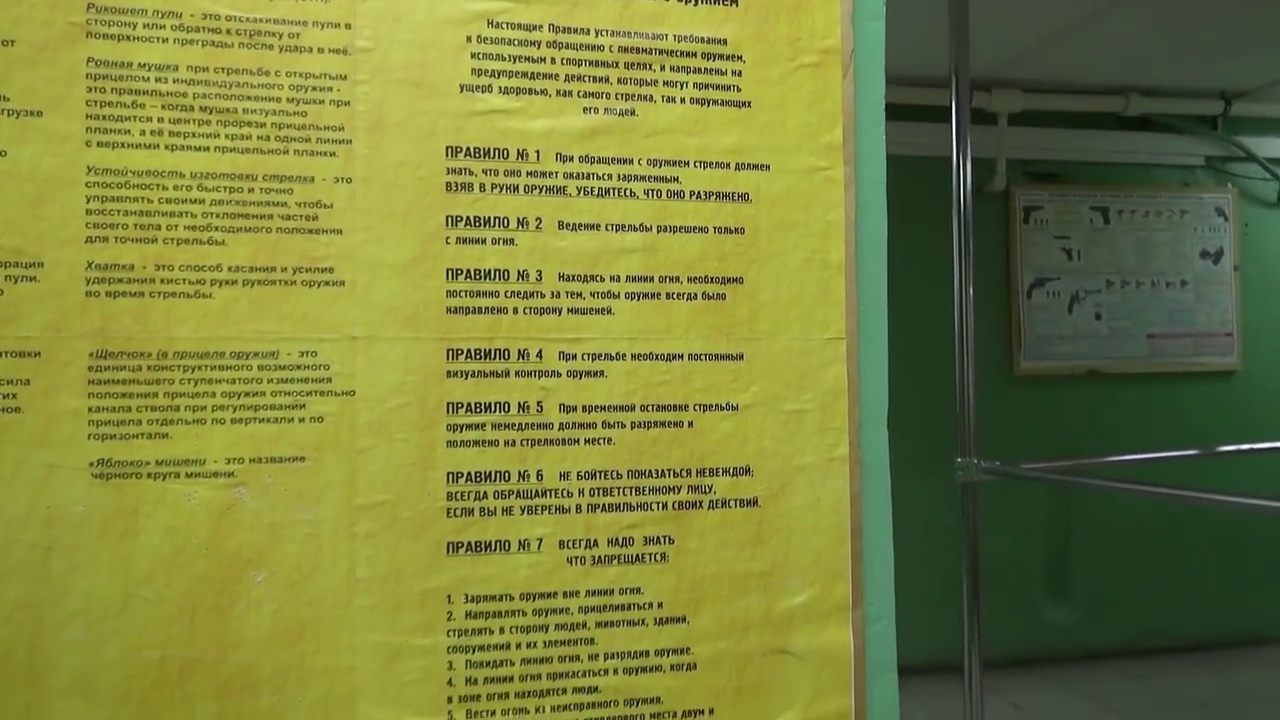 от
грузке
о
рация
пули.
о
нтовки
сила
гих
ное.
Рикошет пули - это отскакивание пули в
сторону или обратно к стрелку от
поверхности преграды после удара в неё.
Ровная мушка при стрельбе с открытым
прицелом из индивидуального оружия -
это правильное расположение мушки при
стрельбе – когда мушка визуально
находится в центре прорези прицельной
планки, а её верхний край на одной линии
с верхними краями прицельной планки.
Устойчивость изготовки стрелка - это
способность его быстро и точно
управлять своими движениями, чтобы
восстанавливать отклонения частей
своего тела от необходимого положения
для точной стрельбы.
Хватка - это способ касания и усилие
удержания кистью руки рукоятки оружия
во время стрельбы.
«Щелчок» (в прицеле оружия) - это
единица конструктивного возможного
наименьшего ступенчатого изменения
положения прицела оружия относительно
канала ствола при регулировании
прицела отдельно по вертикали и по
горизонтали.
«Яблоко» мишени - это название
чёрного круга мишени.
с оружием
Настоящие Правила устанавливают требования
к безопасному обращению с пневматическим оружием,
используемым в спортивных целях, и направлены на
предупреждение действий, которые могут причинить
ущерб здоровью, как самого стрелка, так и окружающих
его людей.
ПРАВИЛО № 1 При обращении с оружием стрелок должен
знать, что оно может оказаться заряженным.
ВЗЯВ В РУКИ ОРУЖИЕ, УБЕДИТЕСЬ, ЧТО ОНО РАЗРЯЖЕНО.
ПРАВИЛО № 2 Ведение стрельбы разрешено только
с линии огня.
ПРАВИЛО № 3 Находясь на линии огня, необходимо
постоянно следить за тем, чтобы оружие всегда было
направлено в сторону мишеней.
ПРАВИЛО № 4 При стрельбе необходим постоянный
визуальный контроль оружия.
ПРАВИЛО № 5 При временной остановке стрельбы
оружие немедленно должно быть разряжено и
положено на стрелковом месте.
ПРАВИЛО № 6 НЕ БОЙТЕСЬ ПОКАЗАТЬСЯ НЕВЕЖДОЙ;
ВСЕГДА ОБРАЩАЙТЕСЬ К ОТВЕТСТВЕННОМУ ЛИЦУ,
ЕСЛИ ВЫ НЕ УВЕРЕНЫ В ПРАВИЛЬНОСТИ СВОИХ ДЕЙСТВИЙ.
ПРАВИЛО № 7 ВСЕГДА НАДО ЗНАТЬ
ЧТО ЗАПРЕЩАЕТСЯ:
1. Заряжать оружие вне линии огня.
2. Направлять оружие, прицеливаться и
стрелять в сторону людей, животных, зданий,
сооружений и их элементов.
3. Покидать линию огня, не разрядив оружие.
4. На линии огня прикасаться к оружию, когда
в зоне огня находятся люди.
5. Вести огонь из неисправного оружия.
места двум и